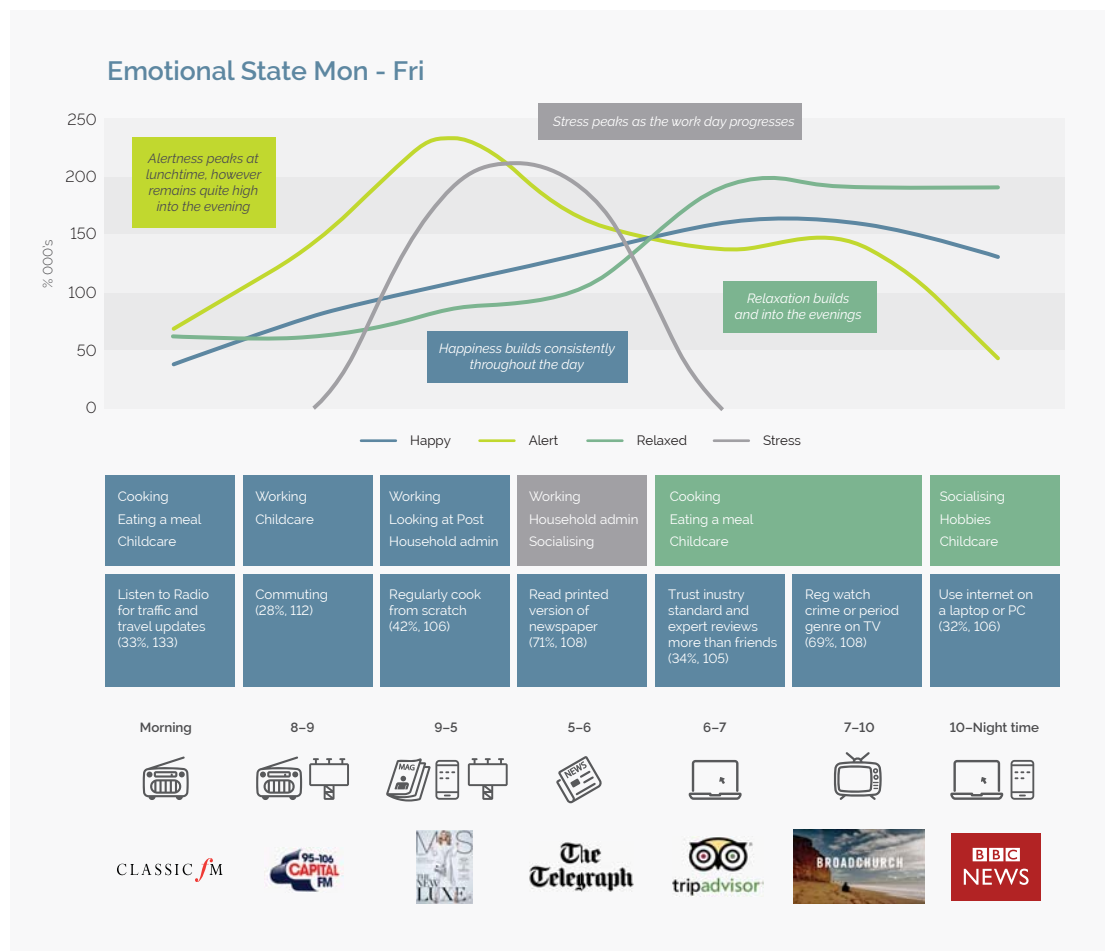 Emotional State Mon - Fri
250
200
150
100
50
0
% 000's
Alertness peaks at
lunchtime, however
remains quite high
into the evening
Stress peaks as the work day progresses
Relaxation builds
and into the evenings
Happiness builds consistently
throughout the day
Happy
Alert
Relaxed
Stress
Cooking
Eating a meal
Childcare
Working
Childcare
Working
Looking at Post
Household admin
Working
Household admin
Socialising
Cooking
Eating a meal
Childcare
Socialising
Hobbies
Childcare
Listen to Radio
for traffic and
travel updates
(33%, 133)
Commuting
(28%, 112)
Regularly cook
from scratch
(42%, 106)
Read printed
version of
newspaper
(71%, 108)
Trust inustry
standard and
expert reviews
more than friends
(34%, 105)
Reg watch
crime or period
genre on TV
(69%, 108)
Use internet on
a laptop or PC
(32%, 106)
Morning
8–9
9–5
5–6
6–7
7–10
10–Night time
MAG
NEWS
CLASSIC fM
95-106
CAPITAL
FM
M&S
THE
NEW
LUXE
The
Telegraph
tripadvisor
BROADCHURCH
BBC
NEWS